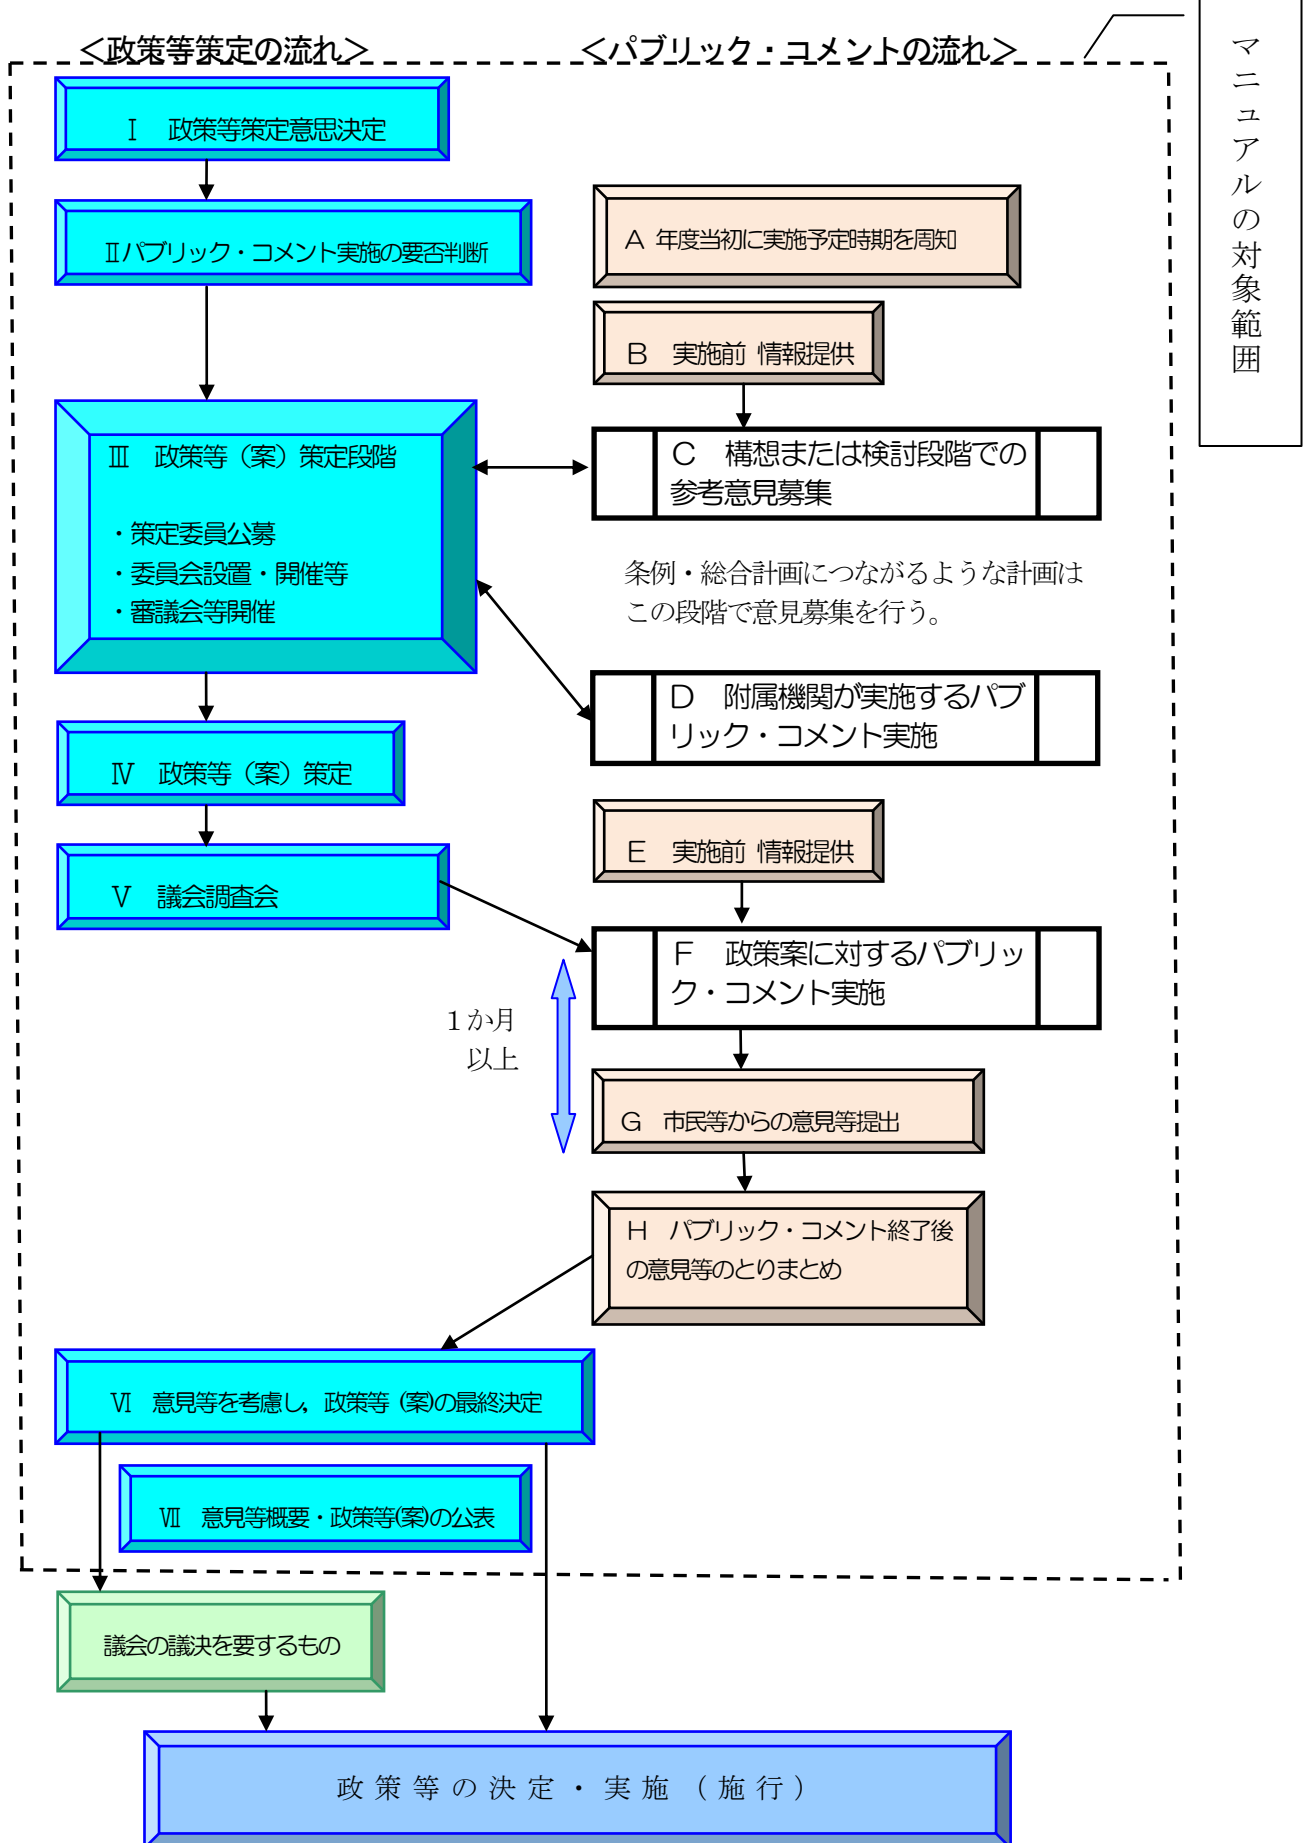 ＜政策等策定の流れ＞
＜パブリック・コメントの流れ＞
マニュアルの対象範囲
Ⅰ　政策等策定意思決定
Ⅱパブリック・コメント実施の要否判断
A 年度当初に実施予定時期を周知
B　実施前 情報提供
Ⅲ　政策等（案）策定段階
・策定委員公募
・委員会設置・開催等
・審議会等開催
C　構想または検討段階での
参考意見募集
条例・総合計画につながるような計画は
この段階で意見募集を行う。
D　附属機関が実施するパブ
リック・コメント実施
Ⅳ　政策等（案）策定
E　実施前 情報提供
Ⅴ　議会調査会
F　政策案に対するパブリッ
ク・コメント実施
１か月
以上
G　市民等からの意見等提出
H　パブリック・コメント終了後
の意見等のとりまとめ
Ⅵ　意見等を考慮し，政策等（案)の最終決定
Ⅶ　意見等概要・政策等(案)の公表
議会の議決を要するもの
政策等の決定・実施（施行）